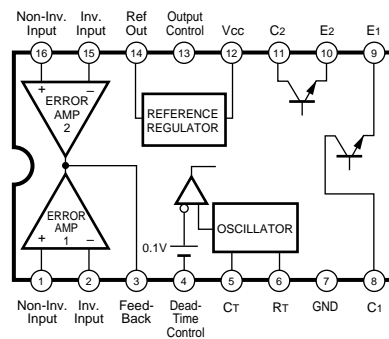 Non-Inv. Inv. Ref Output
Input Input Out Control Vcc C2 E2 E1
16 15 14 13 12 11 10 9
+ −
ERROR
AMP
2
REFERENCE
REGULATOR
ERROR
AMP
1
+ −
0.1V
OSCILLATOR
1 2 3 4 5 6 7 8
Non-Inv. Inv. Feed- Dead- CT RT GND C1
Input Input Back Time
Control